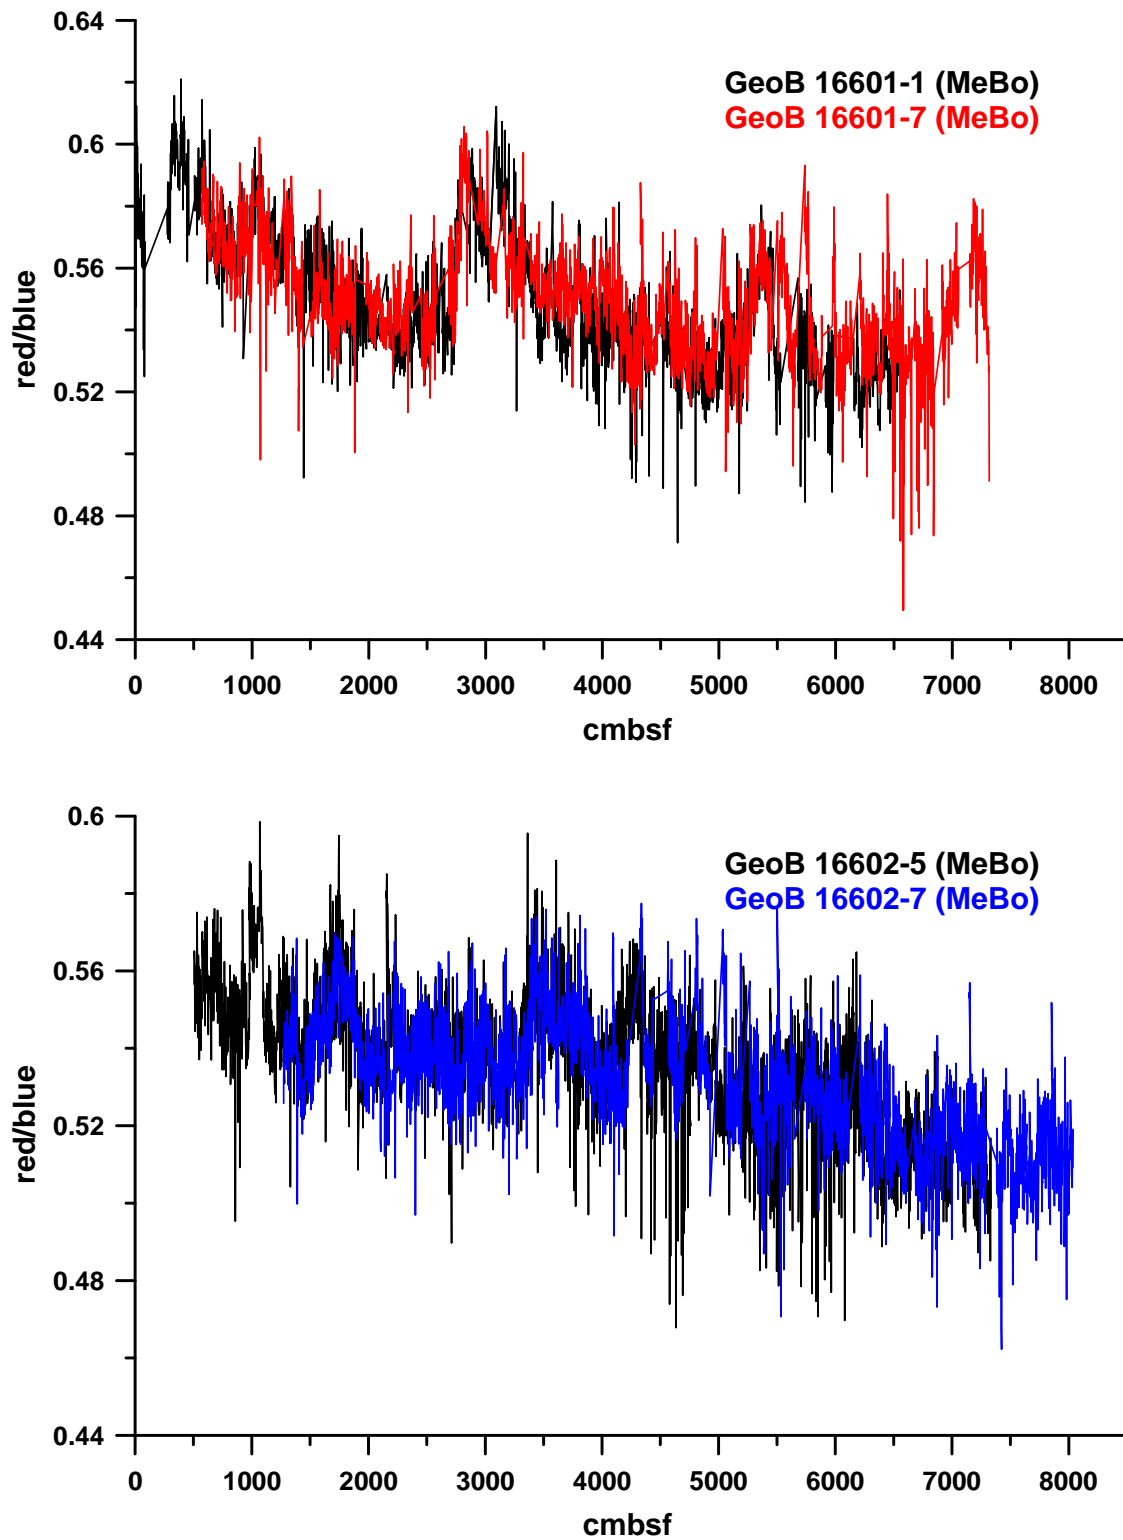 0.64
GeoB 16601-1 (MeBo)
GeoB 16601-7 (MeBo)
0.6
0.56
0.52
0.48
0.44
red/blue
0 1000 2000 3000 4000 5000 6000 7000 8000
cmbsf
0.6
GeoB 16602-5 (MeBo)
GeoB 16602-7 (MeBo)
0.56
0.52
0.48
0.44
red/blue
0 1000 2000 3000 4000 5000 6000 7000 8000
cmbsf